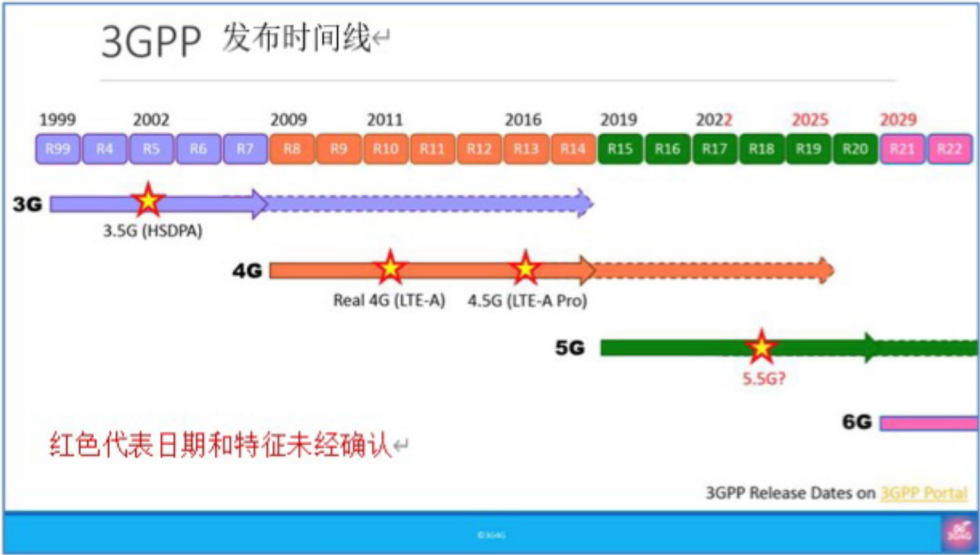 3GPP 发布时间线↵
1999 2002 2009 2011 2016 2019 2022 2025 2029
R99 R4 R5 R6 R7 R8 R9 R10 R11 R12 R13 R14 R15 R16 R17 R18 R19 R20 R21 R22
3G
3.5G (HSDPA)
4G
Real 4G (LTE-A) 4.5G (LTE-A Pro)
5G
5.5G?
6G
红色代表日期和特征未经确认↵
3GPP Release Dates on 3GPP Portal
©3G4G
5G
3G4G